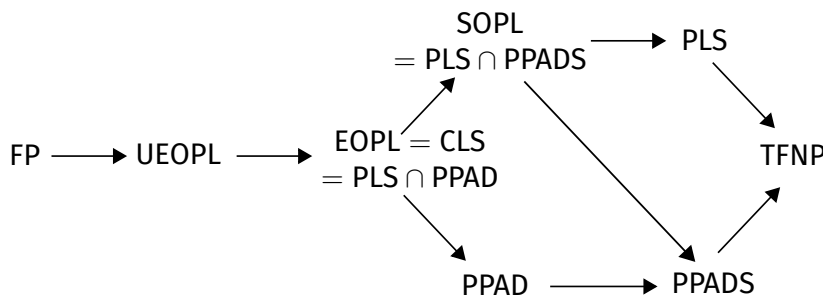 SOPL
= PLS ∩ PPADS
PLS
FP
UEOPL
EOPL = CLS
= PLS ∩ PPAD
TFNP
PPAD
PPADS